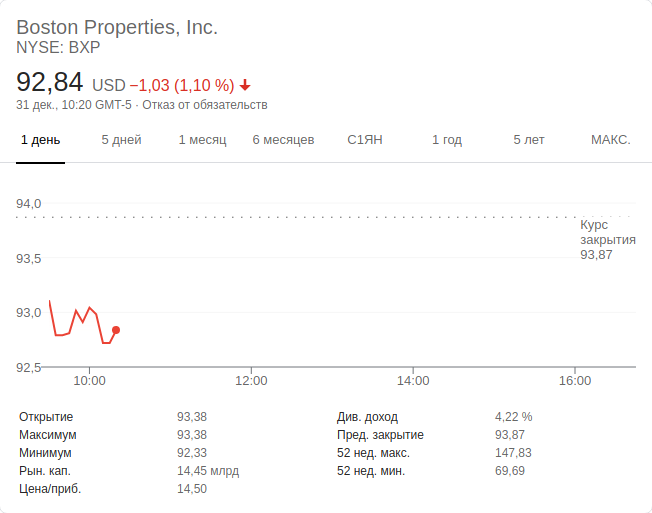 Boston Properties, Inc.
NYSE: BXP
92,84 USD −1,03 (1,10 %)
31 дек., 10:20 GMT-5 · Отказ от обязательств
1 день 5 дней 1 месяц 6 месяцев С1ЯН 1 год 5 лет МАКС.
94,0
Курс
закрытия
93,87
93,5
93,0
92,5
10:00 12:00 14:00 16:00
Открытие 93,38 Див. доход 4,22 %
Максимум 93,38 Пред. закрытие 93,87
Минимум 92,33 52 нед. макс. 147,83
Рын. кап. 14,45 млрд 52 нед. мин. 69,69
Цена/приб. 14,50